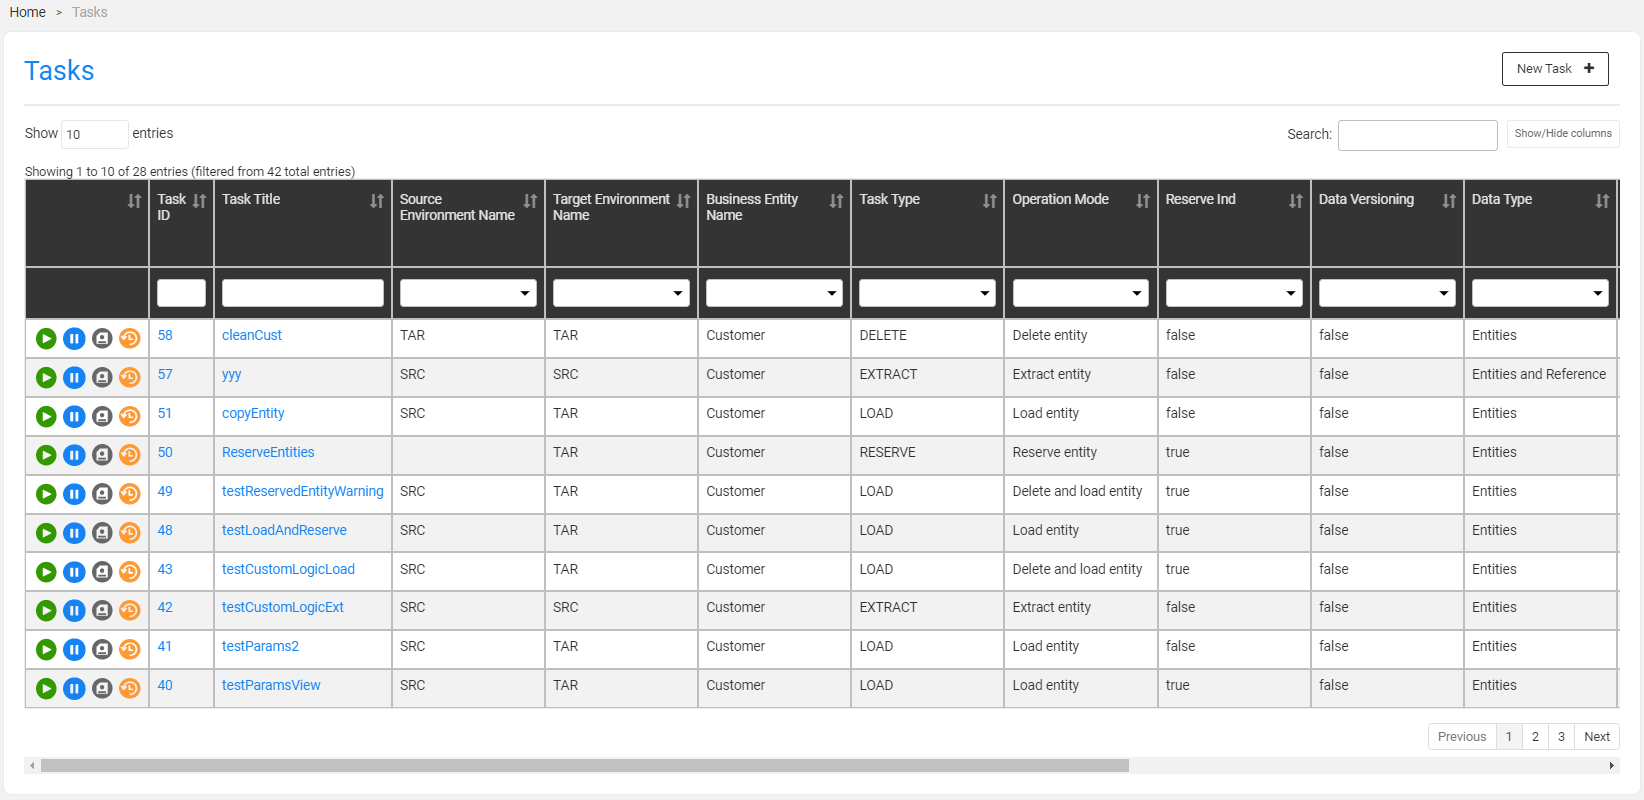 Home > Tasks
Tasks
New Task +
Show 10 entries
Search:
Show/Hide columns
Showing 1 to 10 of 28 entries (filtered from 42 total entries)
Task ID Task Title Source Environment Name Target Environment Name Business Entity Name Task Type Operation Mode Reserve Ind Data Versioning Data Type
58 cleanCust TAR TAR Customer DELETE Delete entity false false Entities
57 yyy SRC SRC Customer EXTRACT Extract entity false false Entities and Reference
51 copyEntity SRC TAR Customer LOAD Load entity false false Entities
50 ReserveEntities TAR Customer RESERVE Reserve entity true false Entities
49 testReservedEntityWarning SRC TAR Customer LOAD Delete and load entity true false Entities
48 testLoadAndReserve SRC TAR Customer LOAD Load entity true false Entities
43 testCustomLogicLoad SRC TAR Customer LOAD Delete and load entity true false Entities
42 testCustomLogicExt SRC SRC Customer EXTRACT Extract entity false false Entities
41 testParams2 SRC TAR Customer LOAD Load entity false false Entities
40 testParamsView SRC TAR Customer LOAD Load entity true false Entities
Previous 1 2 3 Next